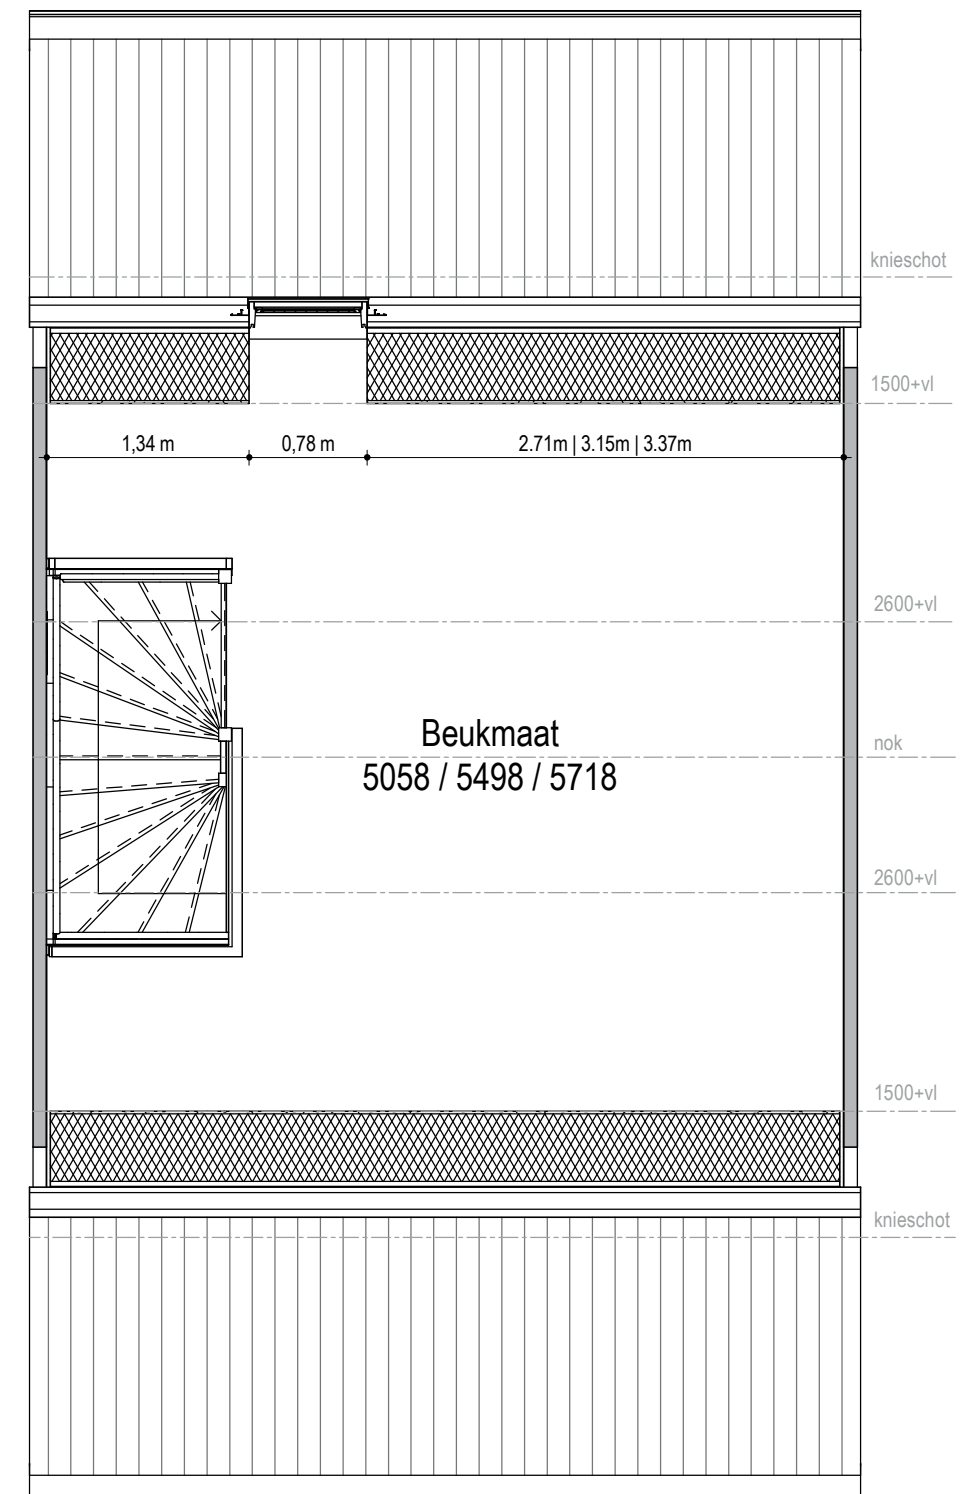 knieschot
1500+vl
1,34 m 0,78 m 2.71m | 3.15m | 3.37m
2600+vl
Beukmaat
nok
5058 / 5498 / 5718
2600+vl
1500+vl
knieschot